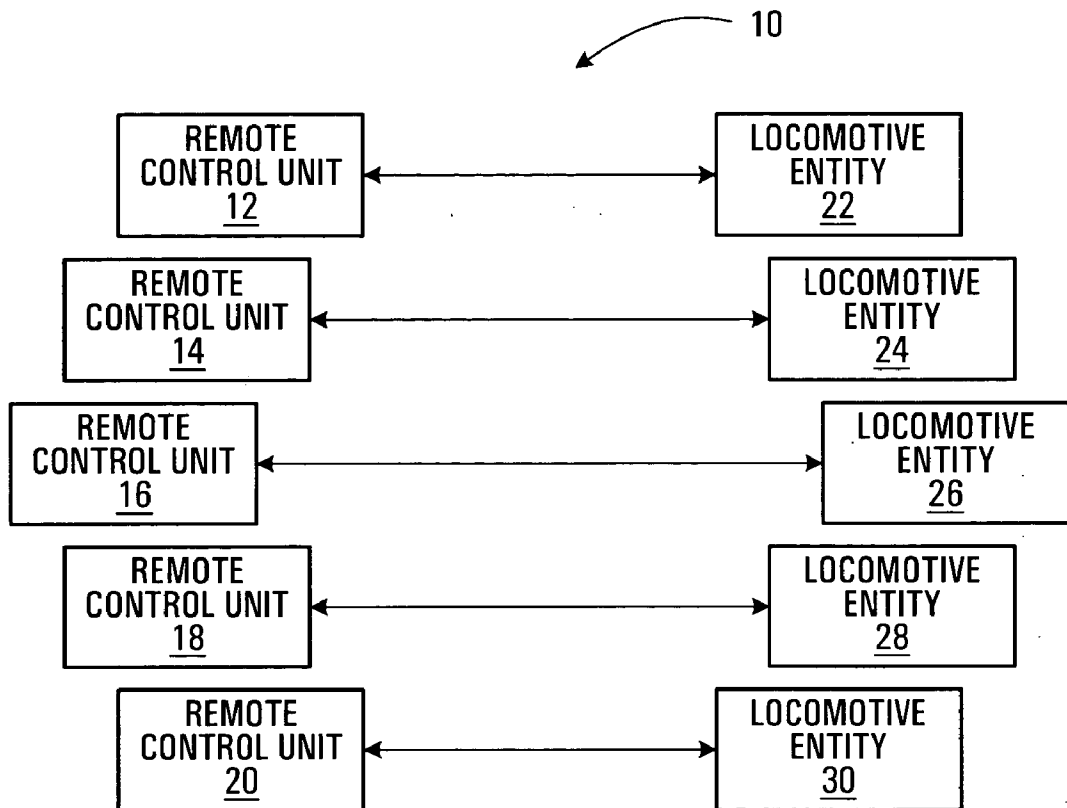 10
REMOTE
CONTROL UNIT
12
LOCOMOTIVE
ENTITY
22
REMOTE
CONTROL UNIT
14
LOCOMOTIVE
ENTITY
24
REMOTE
CONTROL UNIT
16
LOCOMOTIVE
ENTITY
26
REMOTE
CONTROL UNIT
18
LOCOMOTIVE
ENTITY
28
REMOTE
CONTROL UNIT
20
LOCOMOTIVE
ENTITY
30